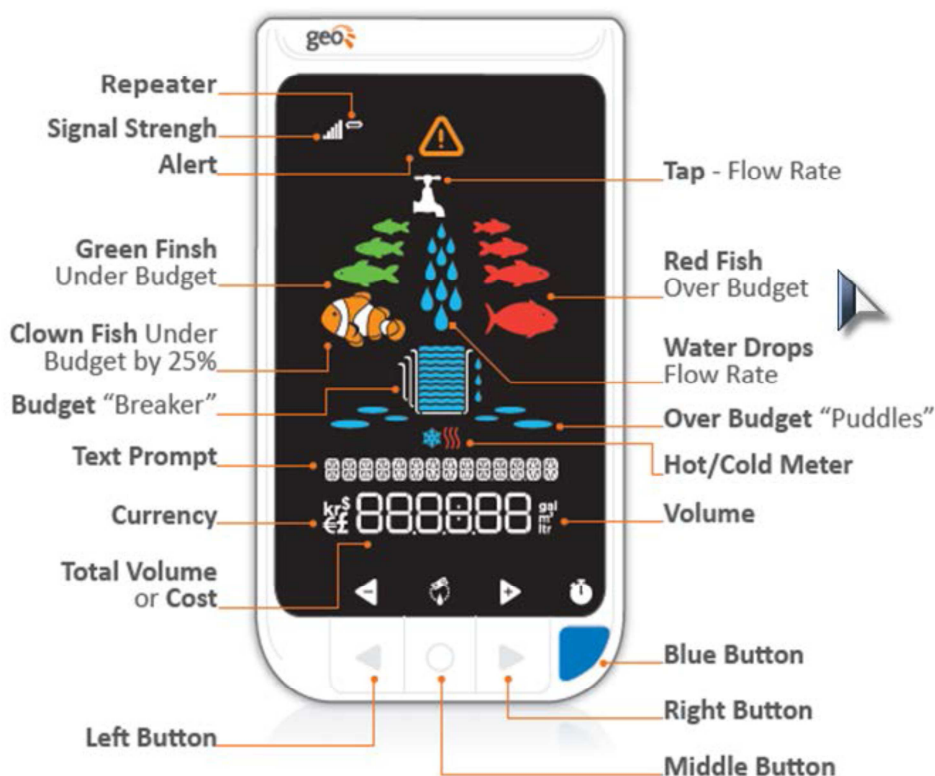 geo
Repeater
Signal Strengh
Alert
Tap - Flow Rate
Green Finsh
Under Budget
Red Fish
Over Budget
Clown Fish Under
Budget by 25%
Water Drops
Flow Rate
Budget “Breaker”
Over Budget “Puddles”
Text Prompt
Hot/Cold Meter
kr $
€ £
888888
gal
m³
ltr
Currency
Volume
Total Volume
or Cost
Blue Button
Right Button
Left Button
Middle Button